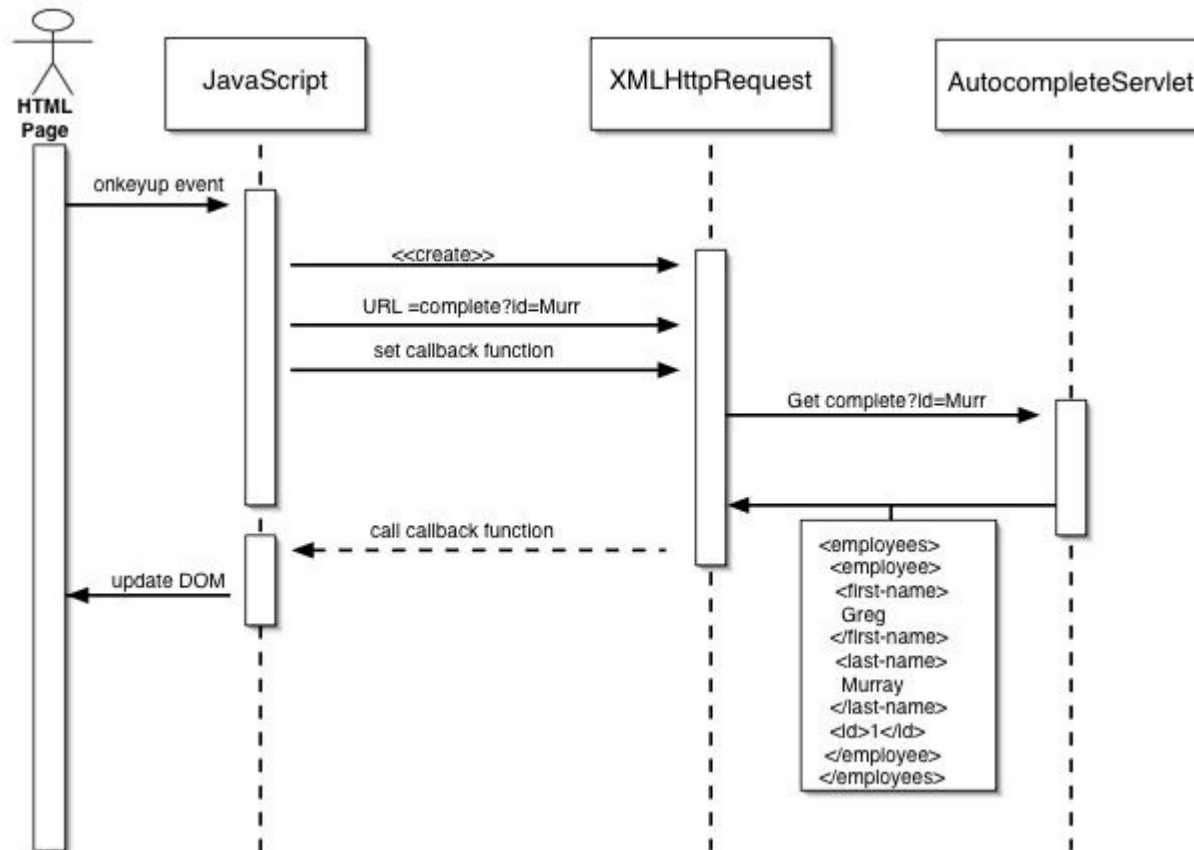 HTML
Page
JavaScript
XMLHttpRequest
AutocompleteServlet
onkeyup event
<<create>>
URL =complete?id=Murr
set callback function
Get complete?id=Murr
call callback function
update DOM
<employees>
<employee>
<first-name>
Greg
</first-name>
<last-name>
Murray
</last-name>
<id>1</id>
</employee>
</employees>